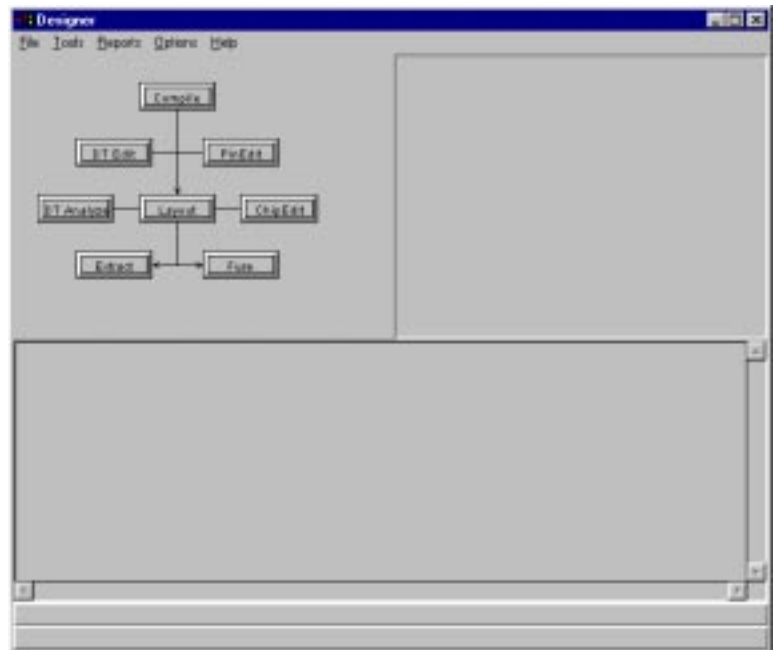 Designer
File Tools Reports Options Help
Compile
DT Edit PinEdit
DT Analyze Layout ChipEdit
Extract Fuse